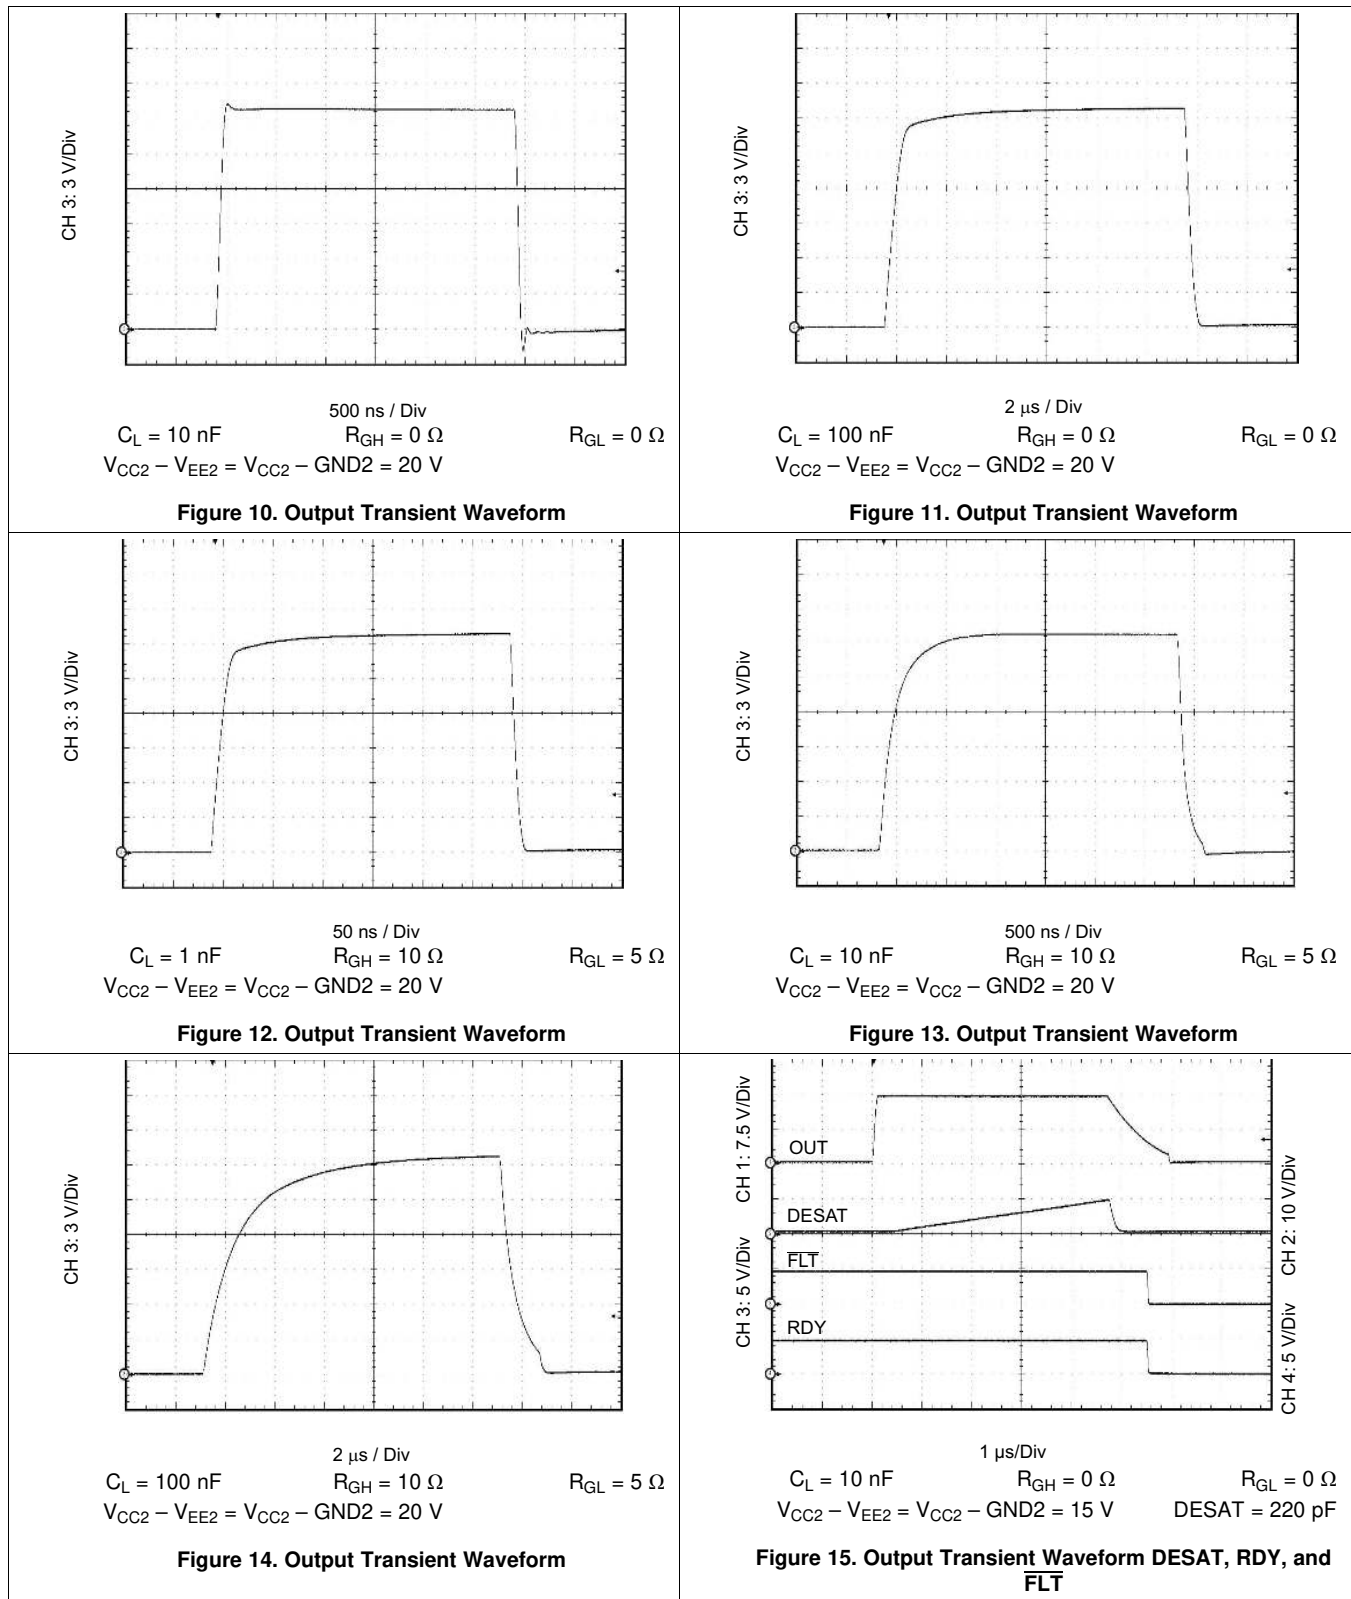 CH 3: 3 V/Div
500 ns / Div
C_L = 10 nF R_GH = 0 Ω R_GL = 0 Ω
V_CC2 – V_EE2 = V_CC2 – GND2 = 20 V
Figure 10. Output Transient Waveform
CH 3: 3 V/Div
2 μs / Div
C_L = 100 nF R_GH = 0 Ω R_GL = 0 Ω
V_CC2 – V_EE2 = V_CC2 – GND2 = 20 V
Figure 11. Output Transient Waveform
CH 3: 3 V/Div
50 ns / Div
C_L = 1 nF R_GH = 10 Ω R_GL = 5 Ω
V_CC2 – V_EE2 = V_CC2 – GND2 = 20 V
Figure 12. Output Transient Waveform
CH 3: 3 V/Div
500 ns / Div
C_L = 10 nF R_GH = 10 Ω R_GL = 5 Ω
V_CC2 – V_EE2 = V_CC2 – GND2 = 20 V
Figure 13. Output Transient Waveform
CH 3: 3 V/Div
2 μs / Div
C_L = 100 nF R_GH = 10 Ω R_GL = 5 Ω
V_CC2 – V_EE2 = V_CC2 – GND2 = 20 V
Figure 14. Output Transient Waveform
CH 1: 7.5 V/Div
CH 3: 5 V/Div
OUT
DESAT
F̅L̅T̅
RDY
CH 2: 10 V/Div
CH 4: 5 V/Div
1 µs/Div
C_L = 10 nF R_GH = 0 Ω R_GL = 0 Ω
V_CC2 – V_EE2 = V_CC2 – GND2 = 15 V DESAT = 220 pF
Figure 15. Output Transient Waveform DESAT, RDY, and
F̅L̅T̅